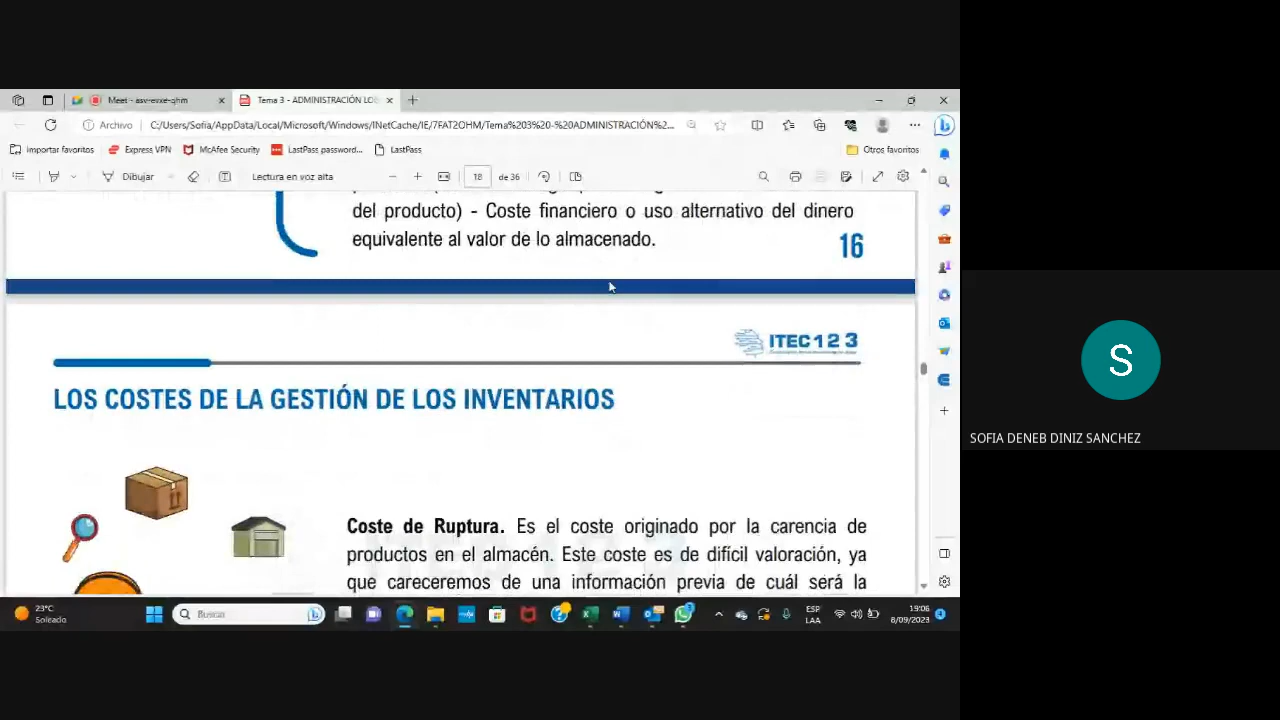 Meet - asv-evxe-qhm
Tema 3 - ADMINISTRACIÓN LO
Archivo
C:/Users/Sofia/AppData/Local/Microsoft/Windows/INetCache/IE/7FAT2OHM/Tema%203%20-%20ADMINISTRACIÓN%2...
Importar favoritos
Express VPN
McAfee Security
LastPass password...
LastPass
Otros favoritos
Dibujar
Lectura en voz alta
18
de 36
del producto) - Coste financiero o uso alternativo del dinero
equivalente al valor de lo almacenado.
16
ITEC 1 2 3
LOS COSTES DE LA GESTIÓN DE LOS INVENTARIOS
Coste de Ruptura. Es el coste originado por la carencia de
productos en el almacén. Este coste es de difícil valoración, ya
que careceremos de una información previa de cuál será la
S
SOFIA DENEB DINIZ SANCHEZ
23°C
Soleado
Buscar
ESP
LAA
19:06
8/09/2023